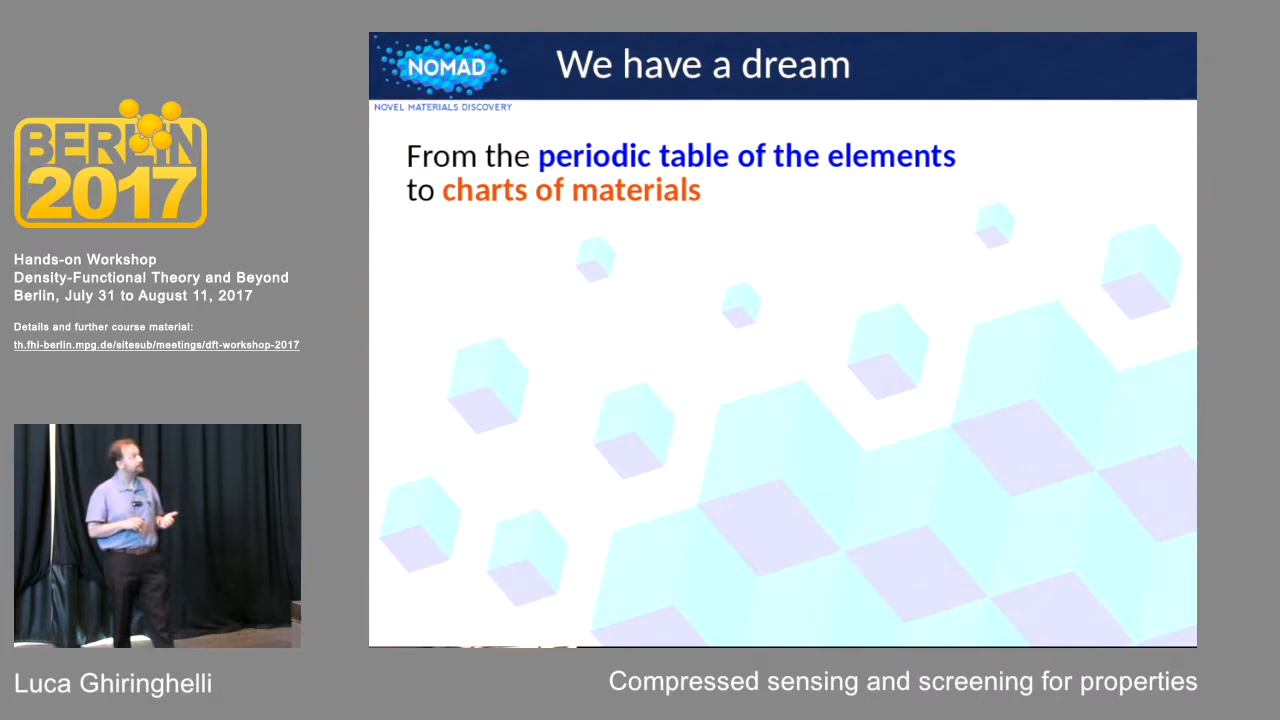 BERLIN
2017
Hands-on Workshop
Density-Functional Theory and Beyond
Berlin, July 31 to August 11, 2017
Details and further course material:
th.fhi-berlin.mpg.de/sitesub/meetings/dft-workshop-2017
NOMAD
NOVEL MATERIALS DISCOVERY
We have a dream
From the periodic table of the elements
to charts of materials
Luca Ghiringhelli
Compressed sensing and screening for properties